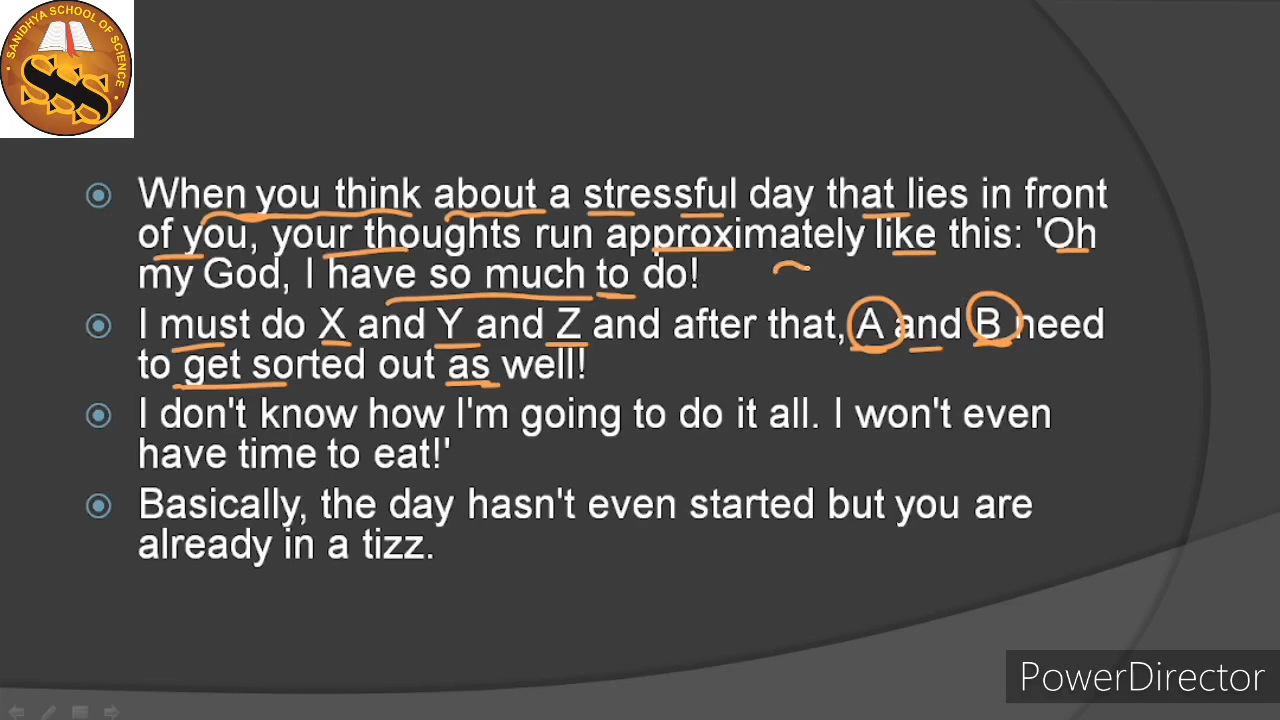 SANIDHYA SCHOOL OF SCIENCE
SSS
When you think about a stressful day that lies in front
of you, your thoughts run approximately like this: 'Oh
my God, I have so much to do!
I must do X and Y and Z and after that, A and B need
to get sorted out as well!
I don't know how I'm going to do it all. I won't even
have time to eat!'
Basically, the day hasn't even started but you are
already in a tizz.
PowerDirector